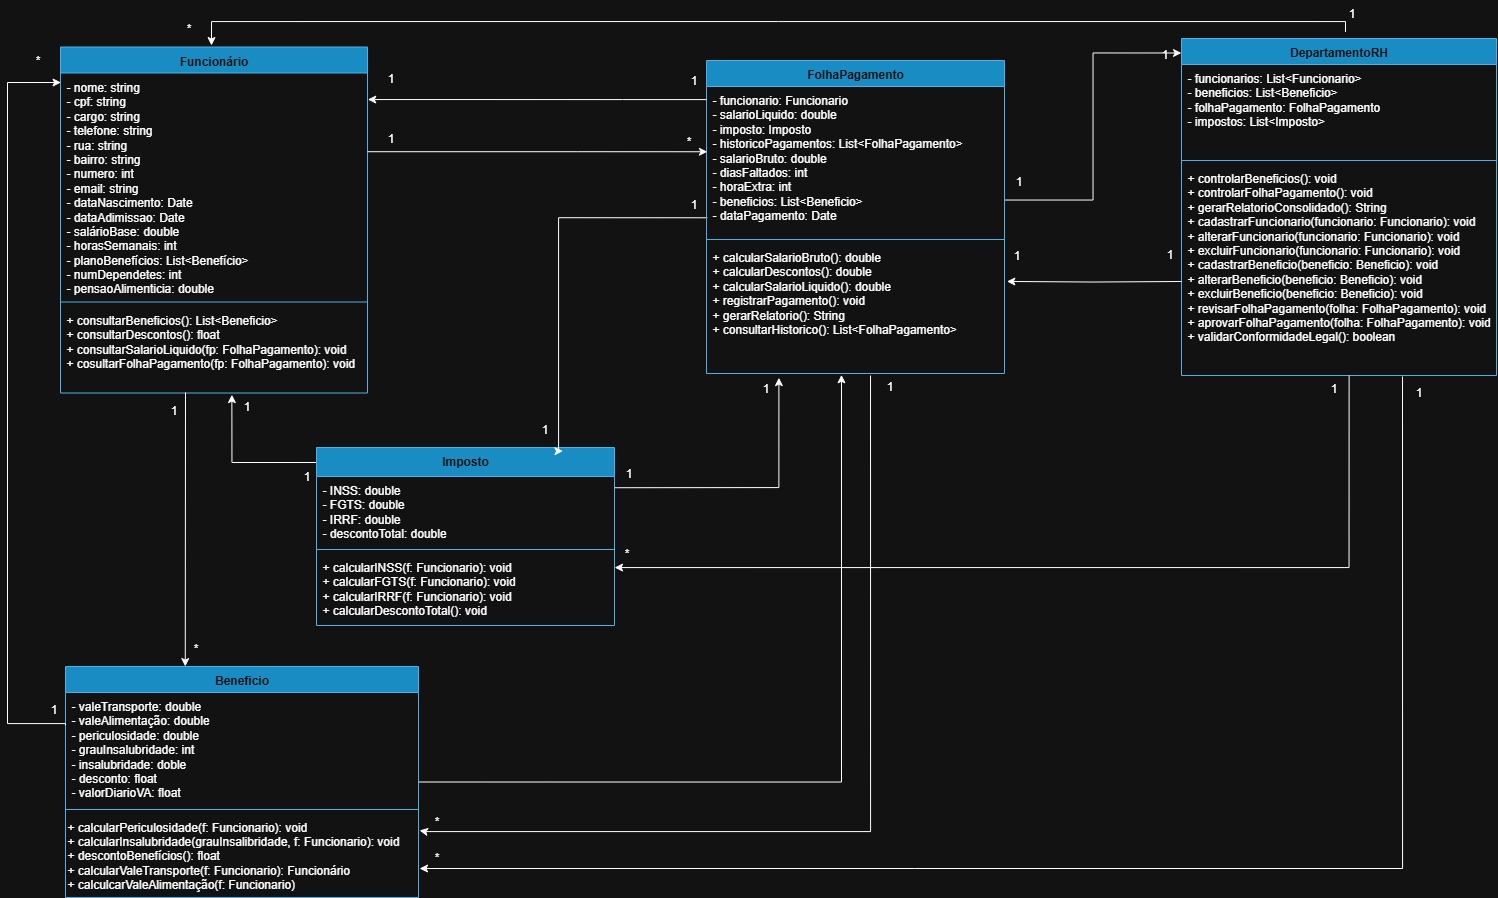 1
*
Funcionário
- nome: string
- cpf: string
- cargo: string
- telefone: string
- rua: string
- bairro: string
- numero: int
- email: string
- dataNascimento: Date
- dataAdimissao: Date
- salárioBase: double
- horasSemanais: int
- planoBenefícios: List<Benefício>
- numDependetes: int
- pensaoAlimenticia: double
+ consultarBeneficios(): List<Beneficio>
+ consultarDescontos(): float
+ consultarSalarioLiquido(fp: FolhaPagamento): void
+ cosultarFolhaPagamento(fp: FolhaPagamento): void
*
1
1
1
*
1
FolhaPagamento
- funcionario: Funcionario
- salarioLiquido: double
- imposto: Imposto
- historicoPagamentos: List<FolhaPagamento>
- salarioBruto: double
- diasFaltados: int
- horaExtra: int
- beneficios: List<Beneficio>
- dataPagamento: Date
+ calcularSalarioBruto(): double
+ calcularDescontos(): double
+ calcularSalarioLiquido(): double
+ registrarPagamento(): void
+ gerarRelatorio(): String
+ consultarHistorico(): List<FolhaPagamento>
1
1
1
1
DepartamentoRH
- funcionarios: List<Funcionario>
- beneficios: List<Beneficio>
- folhaPagamento: FolhaPagamento
- impostos: List<Imposto>
+ controlarBeneficios(): void
+ controlarFolhaPagamento(): void
+ gerarRelatorioConsolidado(): String
+ cadastrarFuncionario(funcionario: Funcionario): void
+ alterarFuncionario(funcionario: Funcionario): void
+ excluirFuncionario(funcionario: Funcionario): void
+ cadastrarBeneficio(beneficio: Beneficio): void
+ alterarBeneficio(beneficio: Beneficio): void
+ excluirBeneficio(beneficio: Beneficio): void
+ revisarFolhaPagamento(folha: FolhaPagamento): void
+ aprovarFolhaPagamento(folha: FolhaPagamento): void
+ validarConformidadeLegal(): boolean
1
1
1
1
1
1
1
1
Imposto
- INSS: double
- FGTS: double
- IRRF: double
- descontoTotal: double
+ calcularINSS(f: Funcionario): void
+ calcularFGTS(f: Funcionario): void
+ calcularIRRF(f: Funcionario): void
+ calcularDescontoTotal(): void
1
*
*
1
Beneficio
- valeTransporte: double
- valeAlimentação: double
- periculosidade: double
- grauInsalubridade: int
- insalubridade: doble
- desconto: float
- valorDiarioVA: float
+ calcularPericulosidade(f: Funcionario): void
+ calcularInsalubridade(grauInsalibridade, f: Funcionario): void
+ descontoBenefícios(): float
+ calcularValeTransporte(f: Funcionario): Funcionário
+ calculcarValeAlimentação(f: Funcionario)
*
*